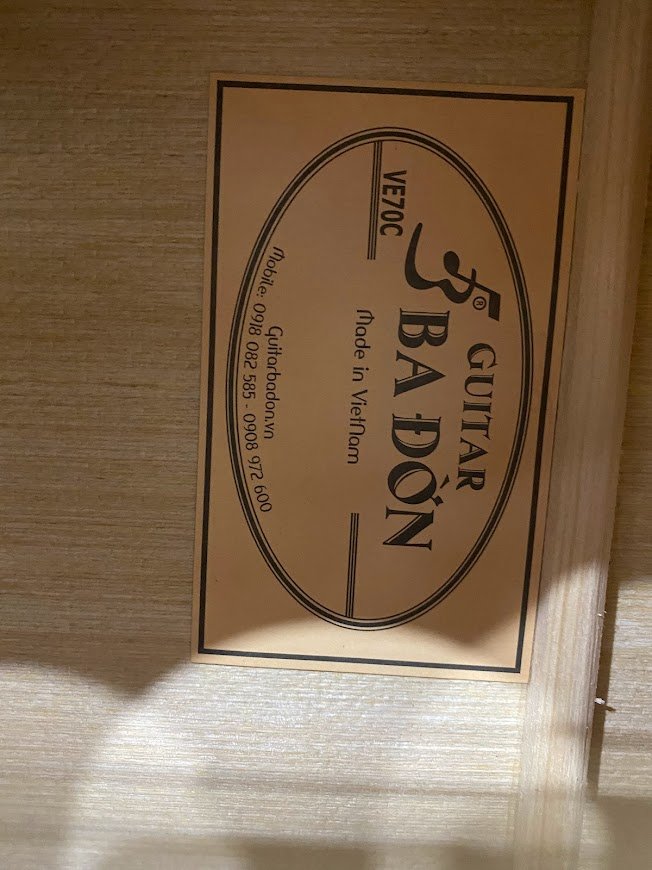 GUITAR
BA ĐỜN
®
VE70C
Made in VietNam
Guitarbadon.vn
Mobile: 0918 082 585 - 0908 972 600